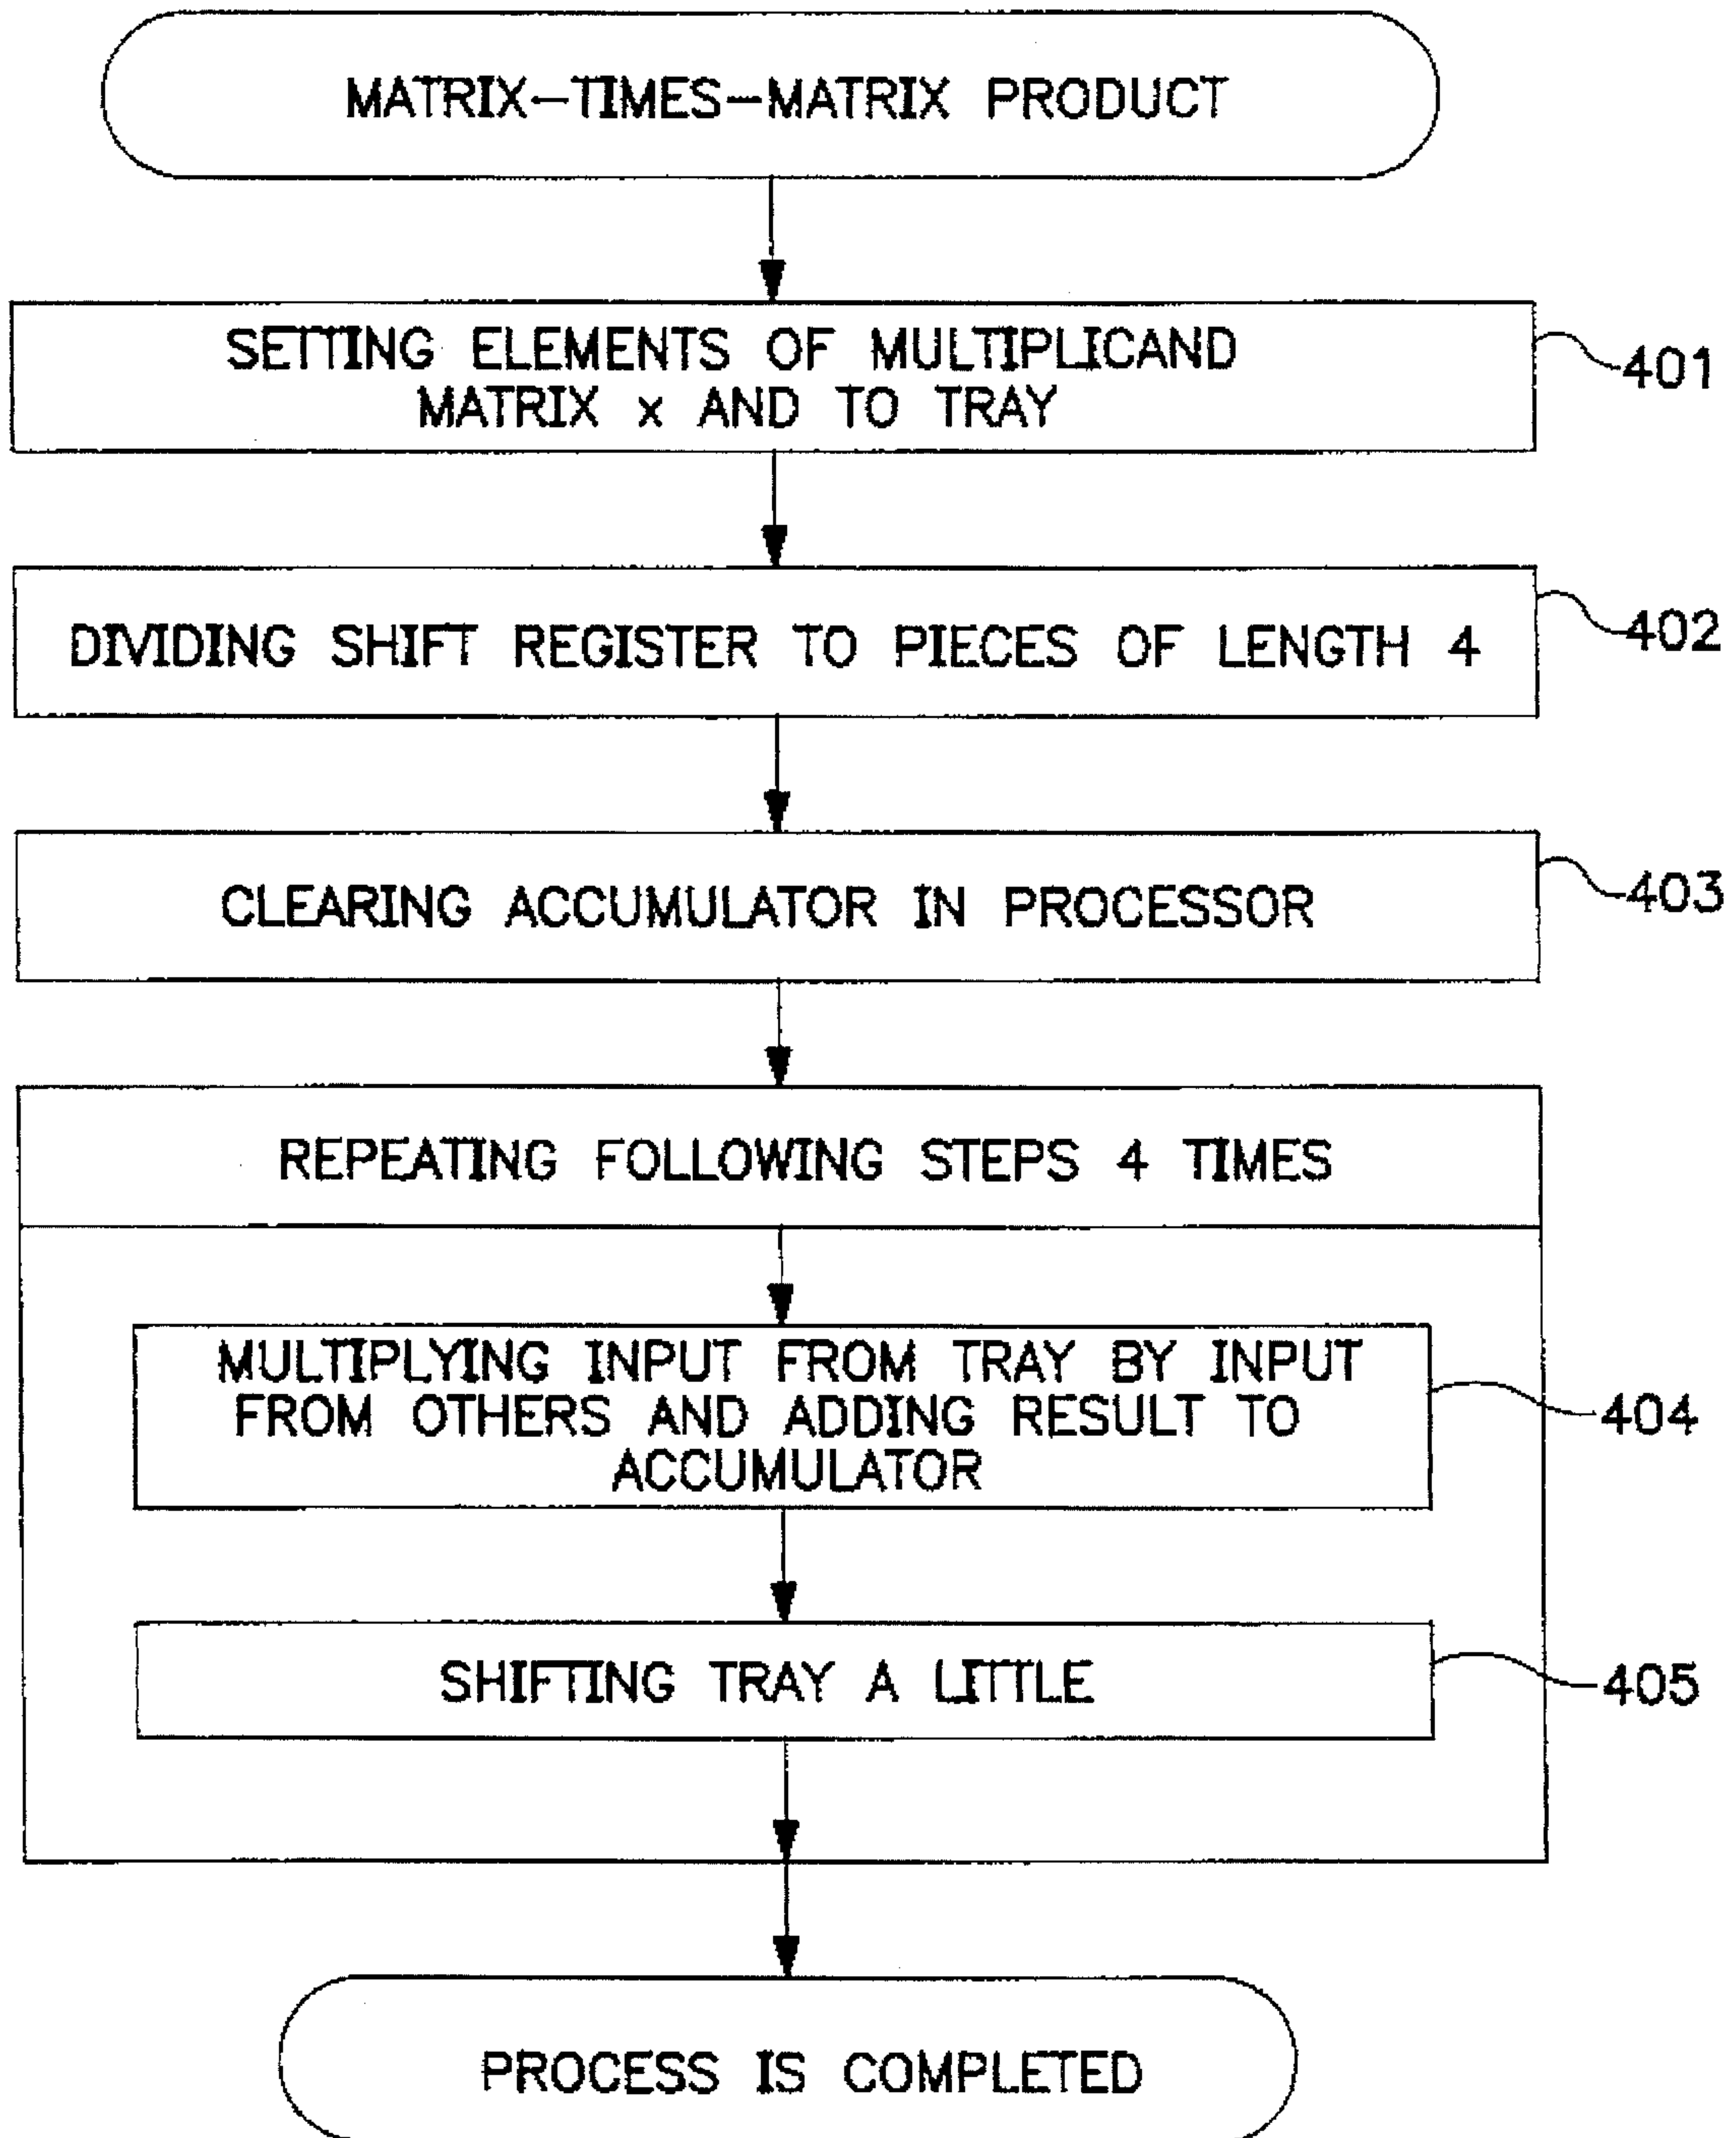 MATRIX-TIMES-MATRIX PRODUCT
SETTING ELEMENTS OF MULTIPLICAND
MATRIX x AND TO TRAY
401
DIVIDING SHIFT REGISTER TO PIECES OF LENGTH 4
402
CLEARING ACCUMULATOR IN PROCESSOR
403
REPEATING FOLLOWING STEPS 4 TIMES
MULTIPLYING INPUT FROM TRAY BY INPUT
FROM OTHERS AND ADDING RESULT TO
ACCUMULATOR
404
SHIFTING TRAY A LITTLE
405
PROCESS IS COMPLETED